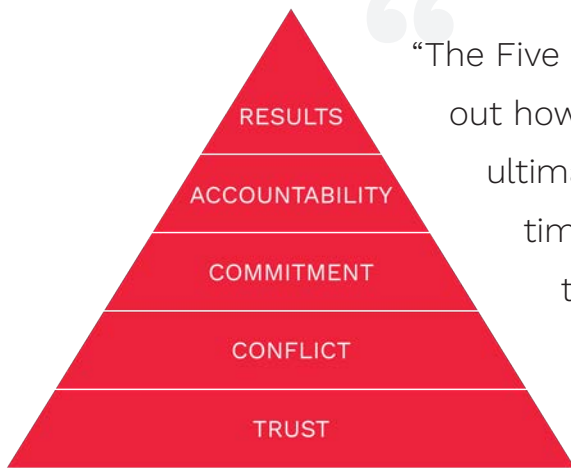 “The Five
out how
RESULTS
ACCOUNTABILITY
COMMITMENT
CONFLICT
TRUST